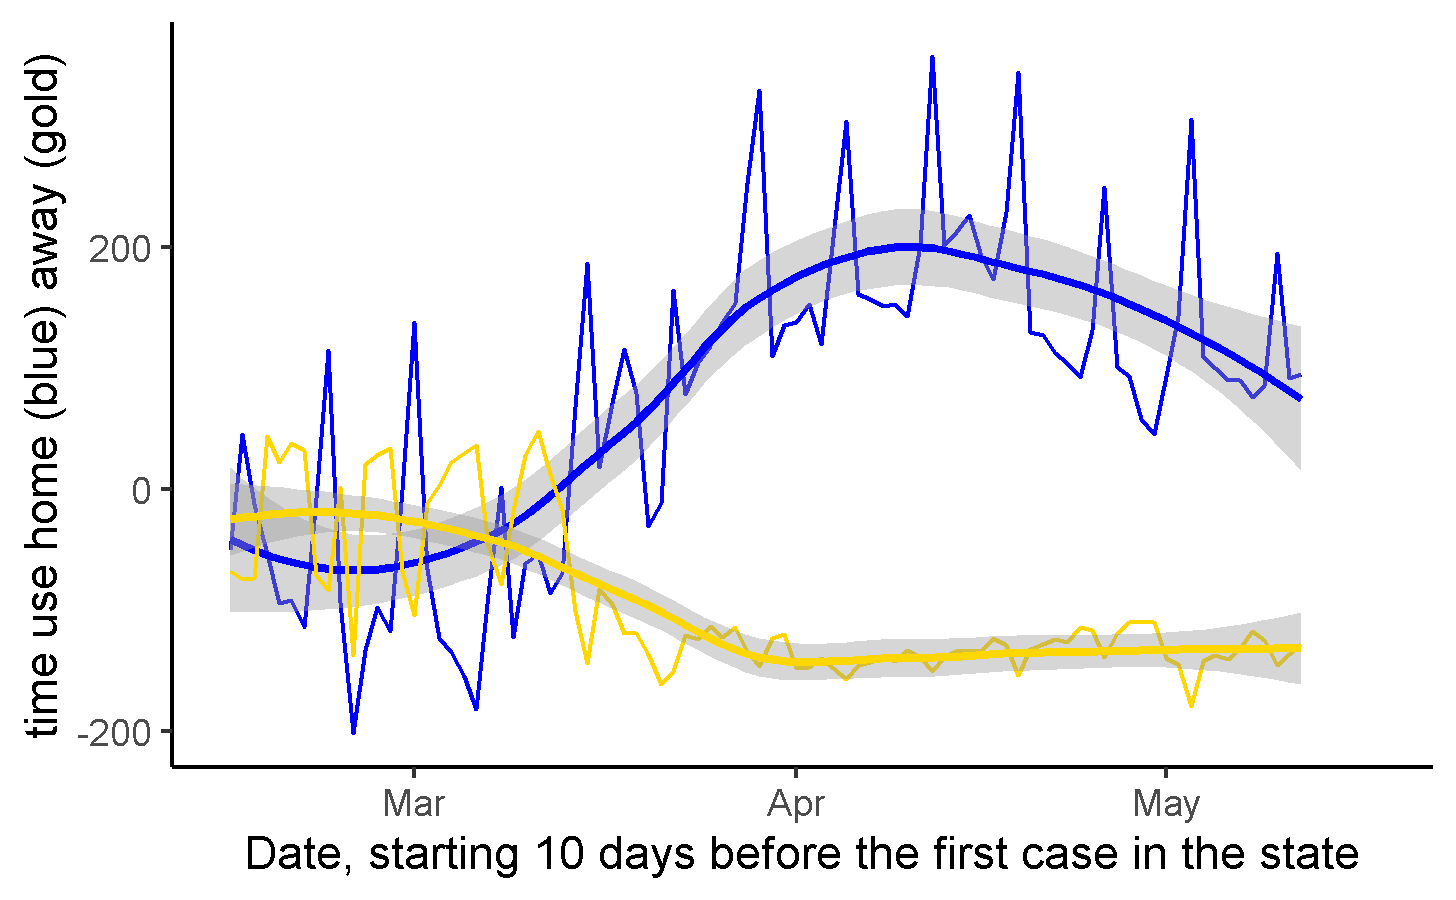 time use home (blue) away (gold)
200
0
-200
Mar
Apr
May
Date, starting 10 days before the first case in the state